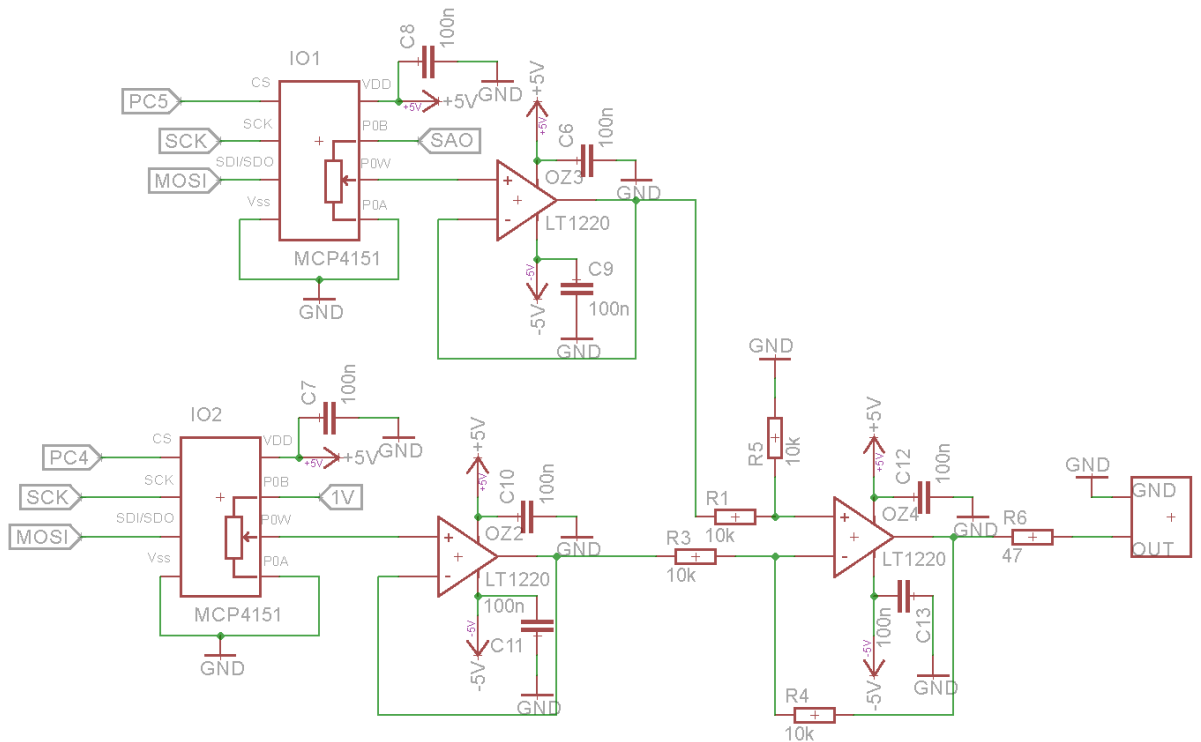 C8
100n
IO1
CS
VDD
GND
PC5
+5V
+5V
SCK
P0B
SAO
SCK
SDI/SDO
P0W
MOSI
Vss
P0A
MCP4151
GND
+5V
+5V
C6
100n
OZ3
GND
LT1220
-5V
-5V
C9
100n
GND
C7
100n
IO2
CS
VDD
GND
PC4
+5V
+5V
SCK
P0B
1V
SCK
SDI/SDO
P0W
MOSI
Vss
P0A
MCP4151
GND
+5V
+5V
C10
100n
OZ2
GND
LT1220
100n
C11
-5V
-5V
GND
GND
R5
10k
R1
10k
R3
10k
+5V
+5V
C12
100n
OZ4
GND
LT1220
100n
C13
-5V
-5V
GND
R4
10k
R6
47
GND
GND
OUT